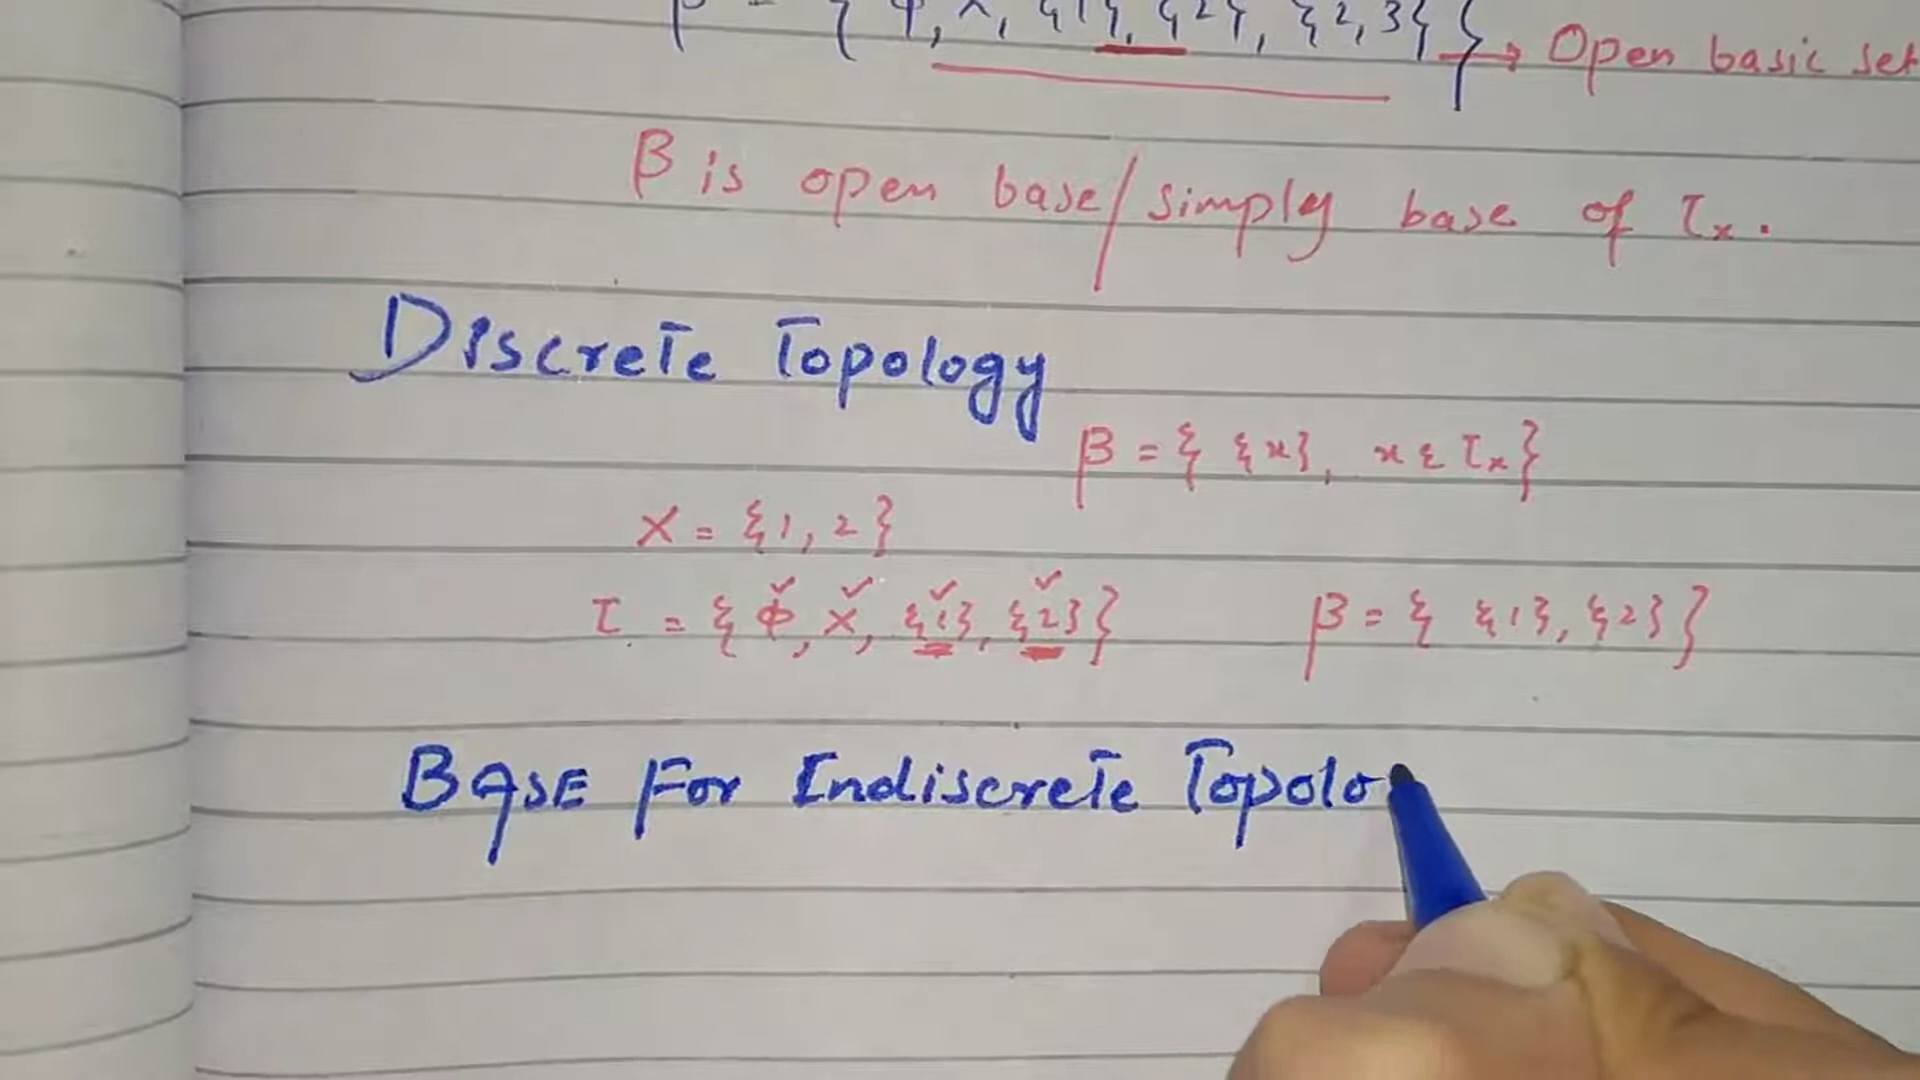 β = { φ, X, {1}, {2}, {2,3} } → Open basic set
β is open base/simply base of τₓ.
Discrete Topology
β = { {x}, x ε τₓ }
X = {1, 2}
τ = { φ, X, {1}, {2} }
β = { {1}, {2} }
Base For Indiscrete Topolo